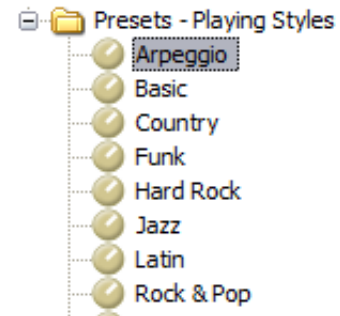 Presets - Playing Styles
Arpeggio
Basic
Country
Funk
Hard Rock
Jazz
Latin
Rock & Pop